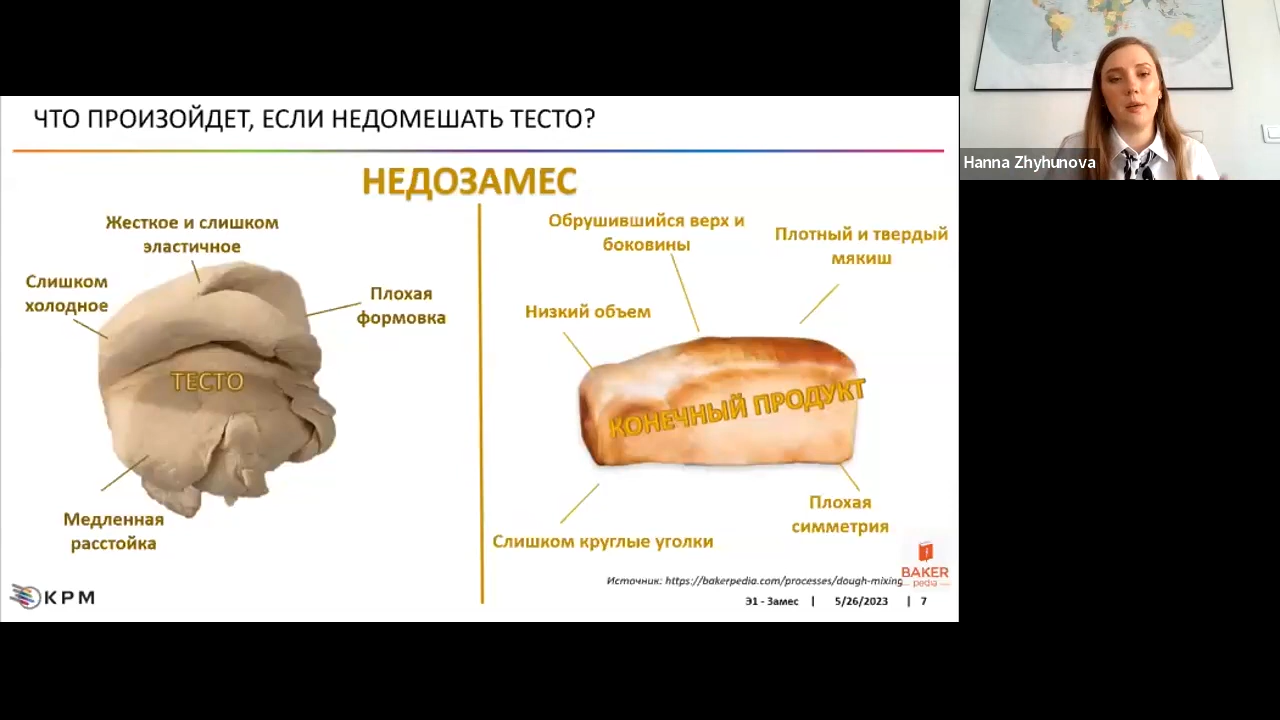 ЧТО ПРОИЗОЙДЕТ, ЕСЛИ НЕДОМЕШАТЬ ТЕСТО?
НЕДОЗАМЕС
Жесткое и слишком
эластичное
Слишком
холодное
Плохая
формовка
ТЕСТО
Медленная
расстойка
Обрушившийся верх и
боковины
Плотный и твердый
мякиш
Низкий объем
КОНЕЧНЫЙ ПРОДУКТ
Плохая
симметрия
Слишком круглые уголки
BAKER
pedia
Источник: https://bakerpedia.com/processes/dough-mixing
КРМ
Э1 - Замес | 5/26/2023 | 7
Hanna Zhyhunova